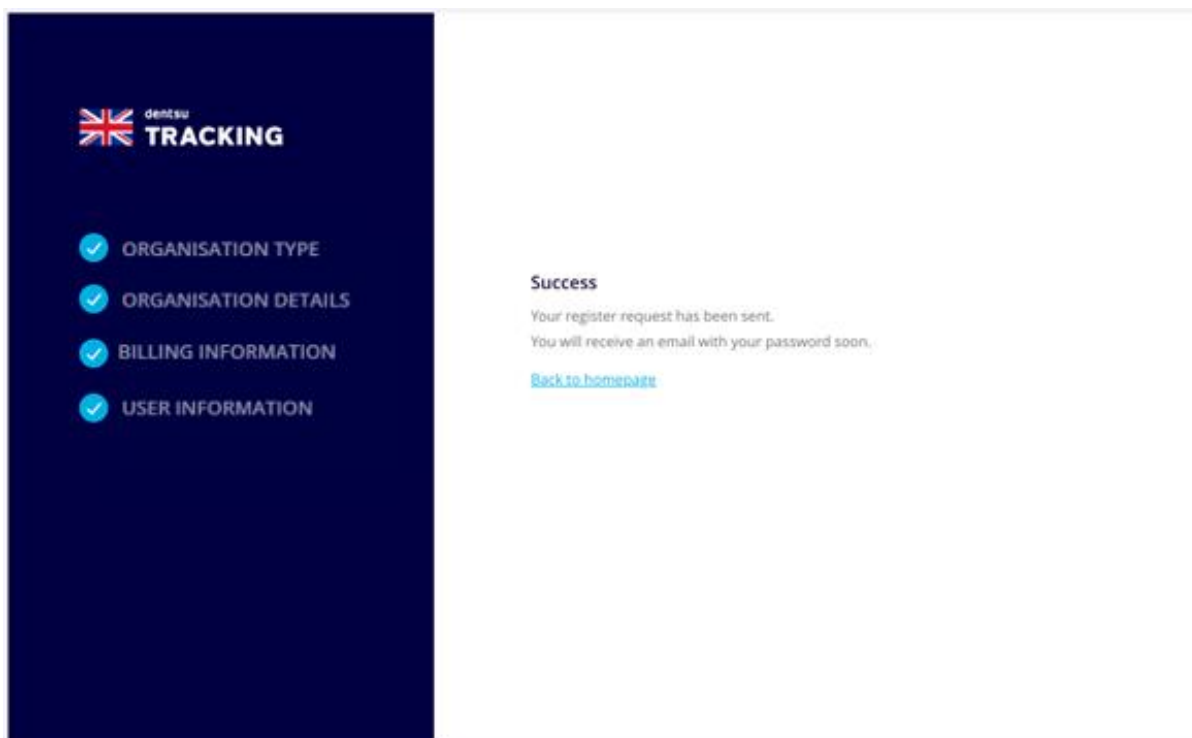 dentsu
TRACKING
ORGANISATION TYPE
ORGANISATION DETAILS
BILLING INFORMATION
USER INFORMATION
Success
Your register request has been sent.
You will receive an email with your password soon.
Back to homepage